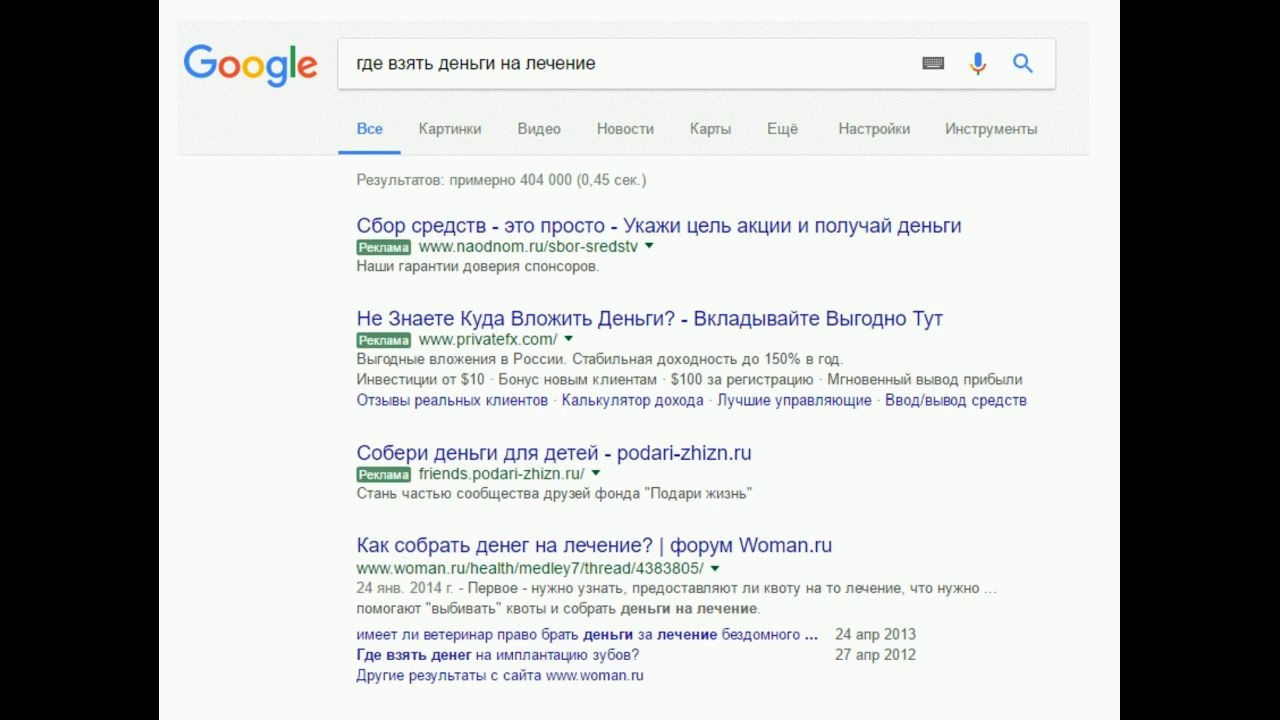 Google
где взять деньги на лечение
Все Картинки Видео Новости Карты Ещё Настройки Инструменты
Результатов: примерно 404 000 (0,45 сек.)
Сбор средств - это просто - Укажи цель акции и получай деньги
Реклама www.naodnom.ru/sbor-sredstv
Наши гарантии доверия спонсоров.
Не Знаете Куда Вложить Деньги? - Вкладывайте Выгодно Тут
Реклама www.privatefx.com/
Выгодные вложения в России. Стабильная доходность до 150% в год.
Инвестиции от $10 · Бонус новым клиентам · $100 за регистрацию · Мгновенный вывод прибыли
Отзывы реальных клиентов · Калькулятор дохода · Лучшие управляющие · Ввод/вывод средств
Собери деньги для детей - podari-zhizn.ru
Реклама friends.podari-zhizn.ru/
Стань частью сообщества друзей фонда "Подари жизнь"
Как собрать денег на лечение? | форум Woman.ru
www.woman.ru/health/medley7/thread/4383805/
24 янв. 2014 г. - Первое - нужно узнать, предоставляют ли квоту на то лечение, что нужно ...
помогают "выбивать" квоты и собрать деньги на лечение.
имеет ли ветеринар право брать деньги за лечение бездомного ... 24 апр 2013
Где взять денег на имплантацию зубов? 27 апр 2012
Другие результаты с сайта www.woman.ru